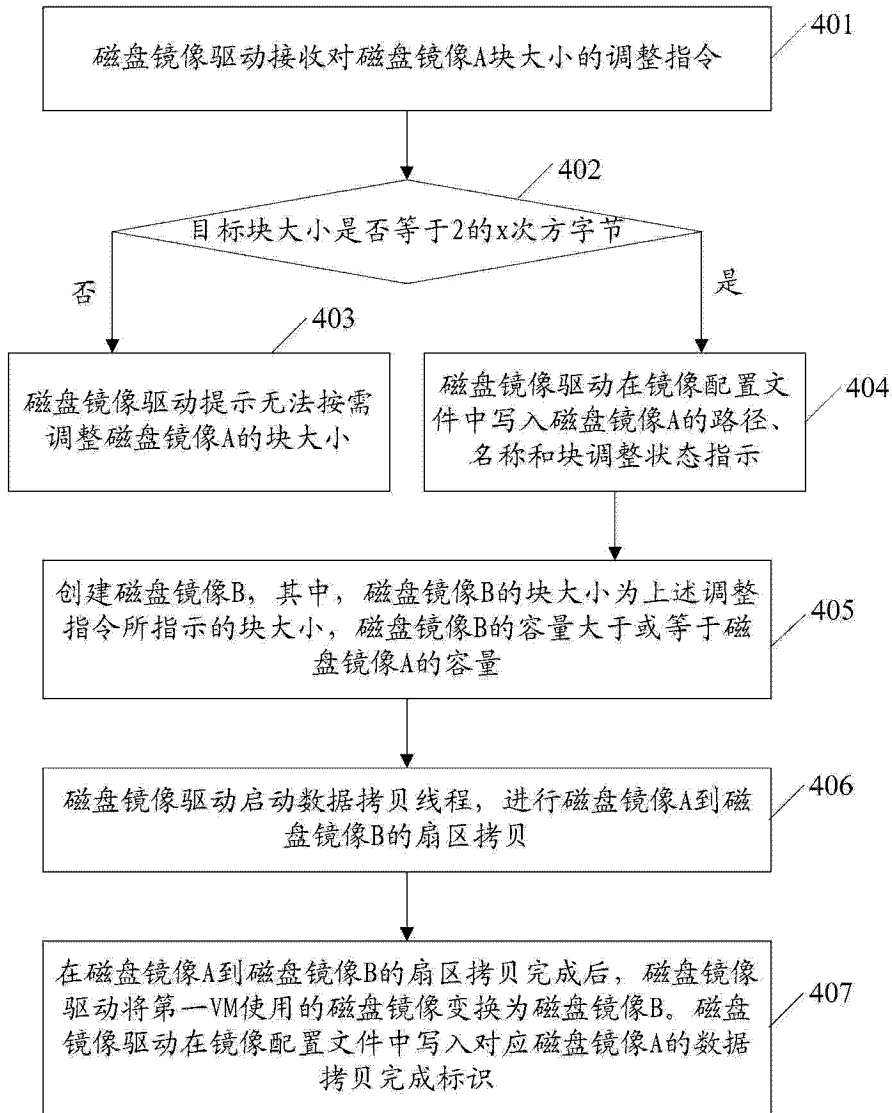 磁盘镜像驱动接收对磁盘镜像A块大小的调整指令
401
402
目标块大小是否等于2的x次方字节
否
是
403
磁盘镜像驱动提示无法按需
调整磁盘镜像A的块大小
磁盘镜像驱动在镜像配置文
件中写入磁盘镜像A的路径、
名称和块调整状态指示
404
创建磁盘镜像B，其中，磁盘镜像B的块大小为上述调整
指令所指示的块大小，磁盘镜像B的容量大于或等于磁
盘镜像A的容量
405
磁盘镜像驱动启动数据拷贝线程，进行磁盘镜像A到磁
盘镜像B的扇区拷贝
406
在磁盘镜像A到磁盘镜像B的扇区拷贝完成后，磁盘镜像
驱动将第一VM使用的磁盘镜像变换为磁盘镜像B。磁盘
镜像驱动在镜像配置文件中写入对应磁盘镜像A的数据
拷贝完成标识
407